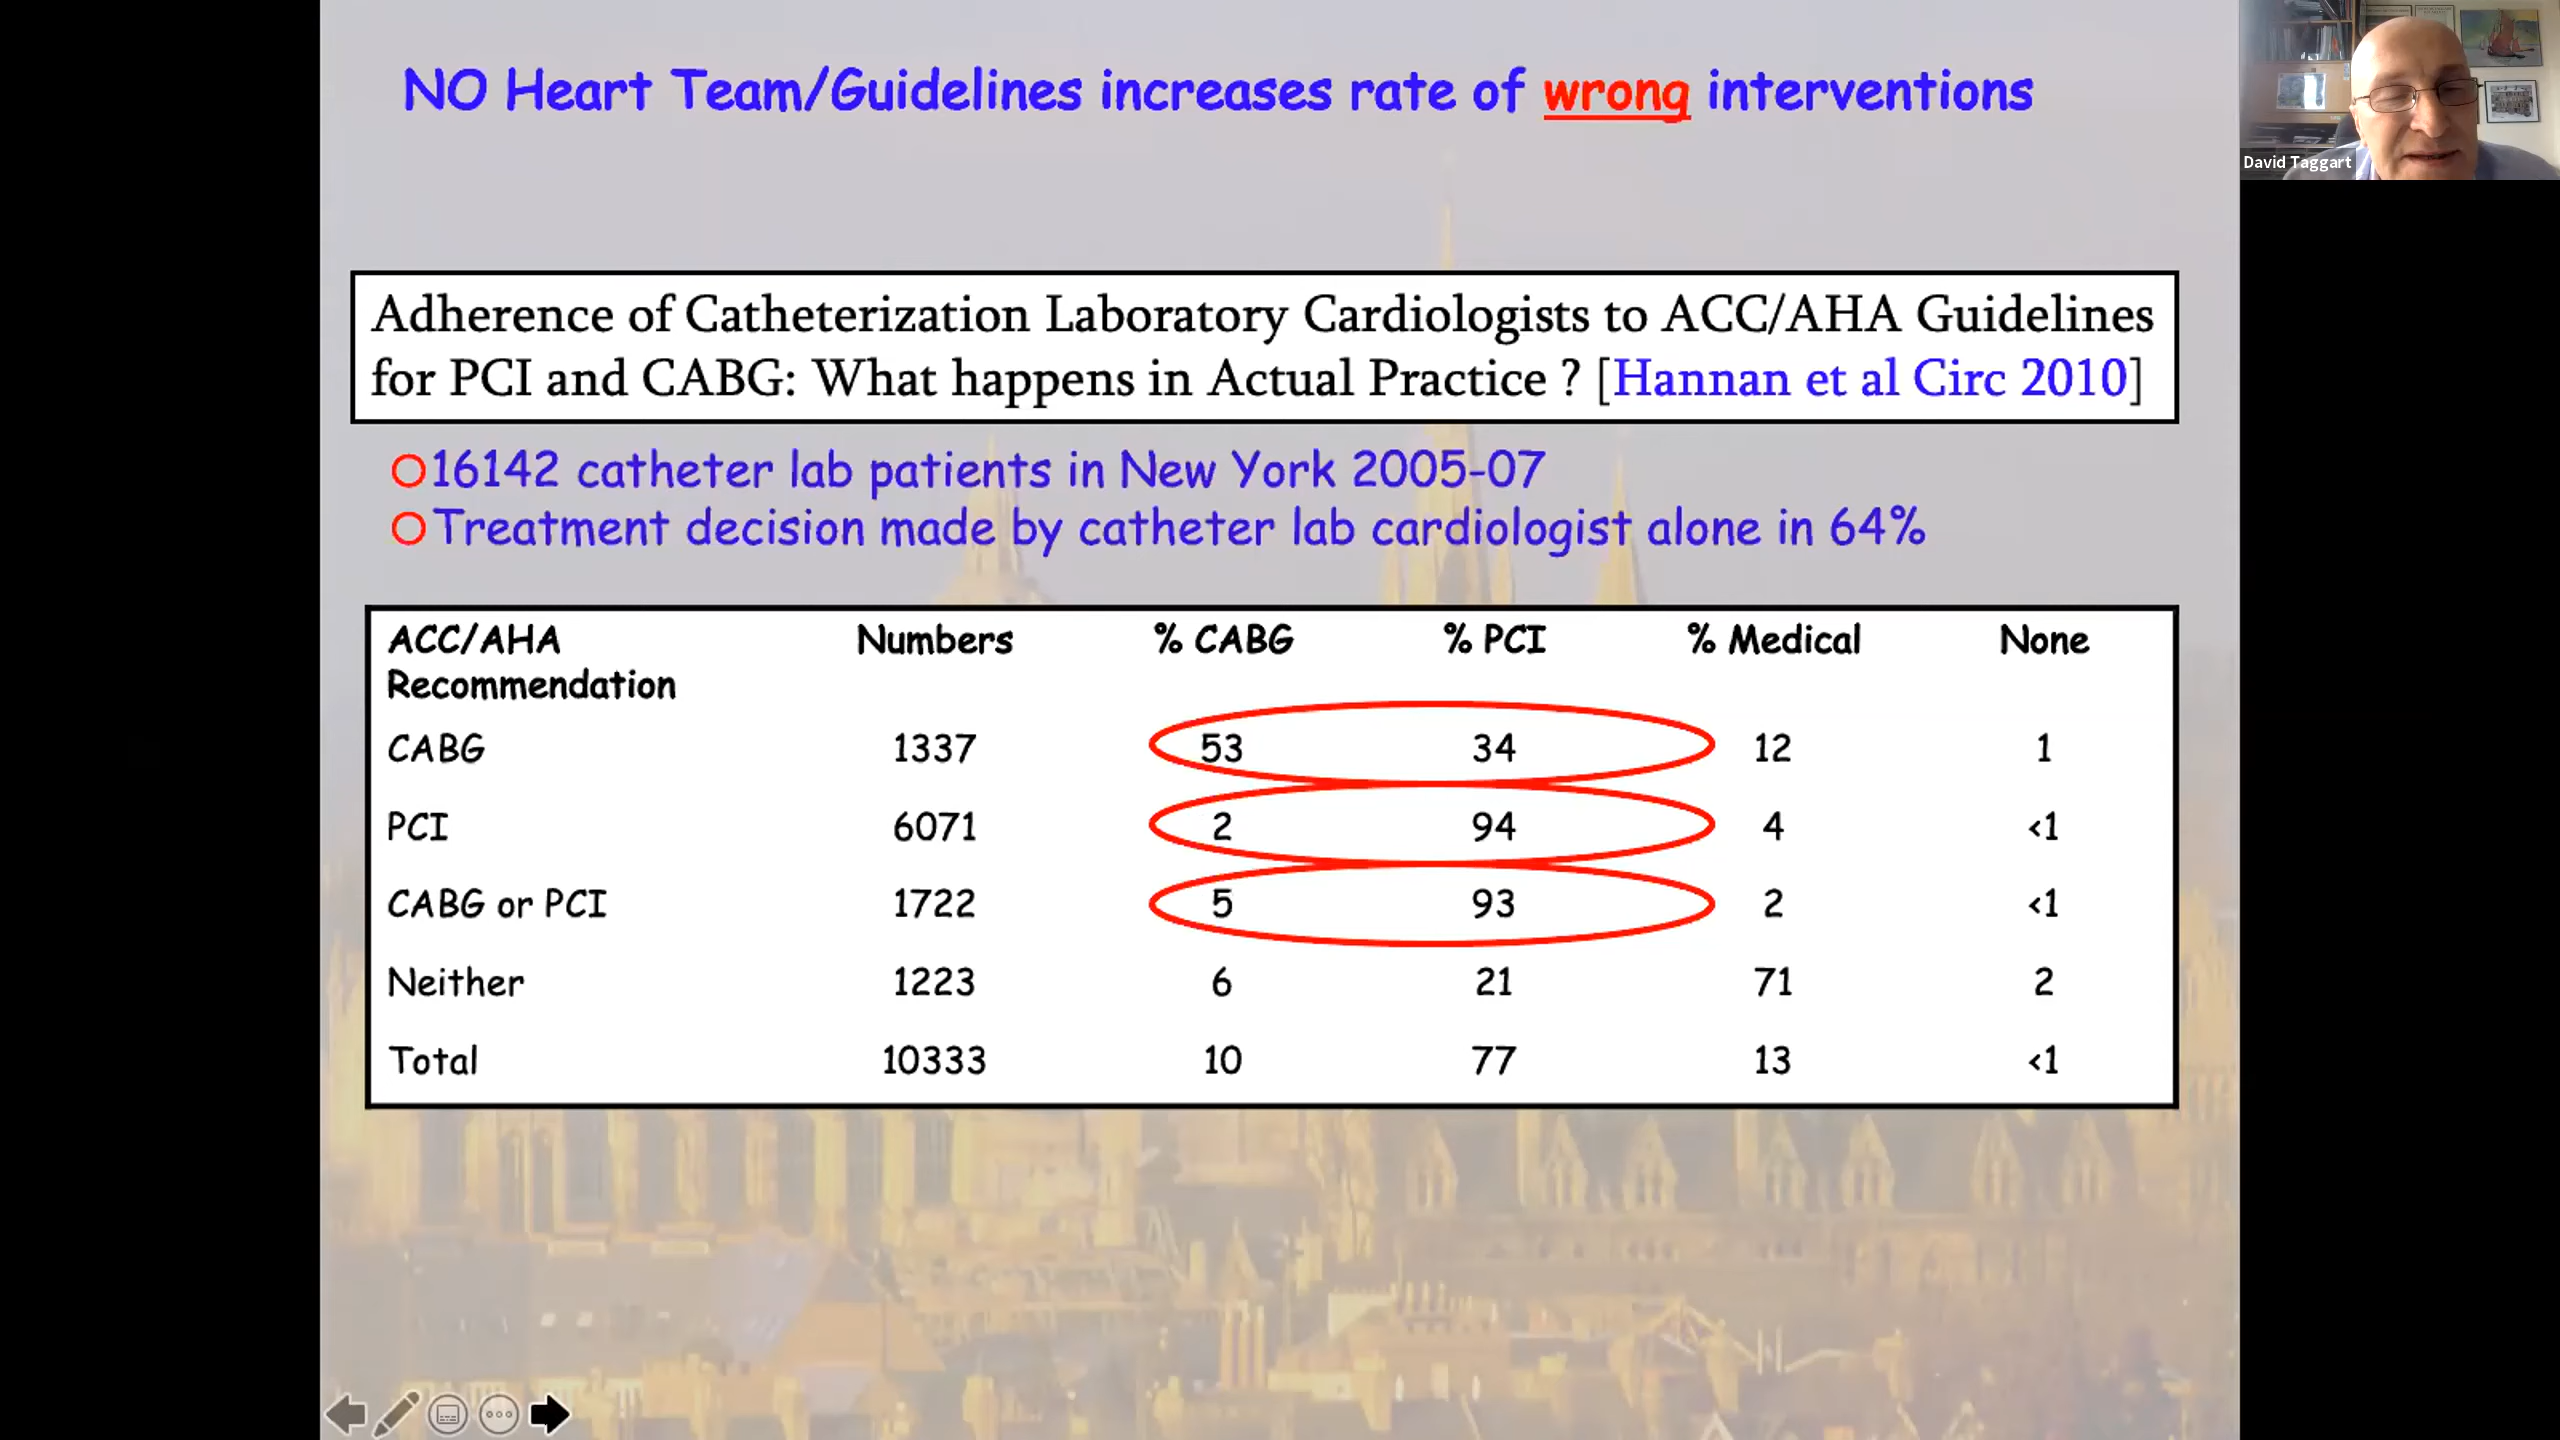 NO Heart Team/Guidelines increases rate of wrong interventions
David Taggart
Adherence of Catheterization Laboratory Cardiologists to ACC/AHA Guidelines
for PCI and CABG: What happens in Actual Practice ? [Hannan et al Circ 2010]
16142 catheter lab patients in New York 2005-07
Treatment decision made by catheter lab cardiologist alone in 64%
ACC/AHA Numbers % CABG % PCI % Medical None
Recommendation
CABG 1337 53 34 12 1
PCI 6071 2 94 4 <1
CABG or PCI 1722 5 93 2 <1
Neither 1223 6 21 71 2
Total 10333 10 77 13 <1